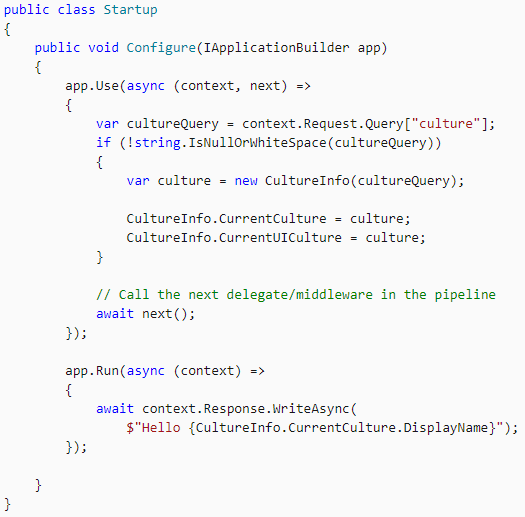 public class Startup
{
    public void Configure(IApplicationBuilder app)
    {
        app.Use(async (context, next) =>
        {
            var cultureQuery = context.Request.Query["culture"];
            if (!string.IsNullOrWhiteSpace(cultureQuery))
            {
                var culture = new CultureInfo(cultureQuery);

                CultureInfo.CurrentCulture = culture;
                CultureInfo.CurrentUICulture = culture;
            }

            // Call the next delegate/middleware in the pipeline
            await next();
        });

        app.Run(async (context) =>
        {
            await context.Response.WriteAsync(
                $"Hello {CultureInfo.CurrentCulture.DisplayName}");
        });

    }
}